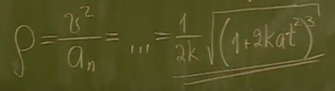 ρ = v²/aₙ = ... = 1/2k √((1+2kat²)³)